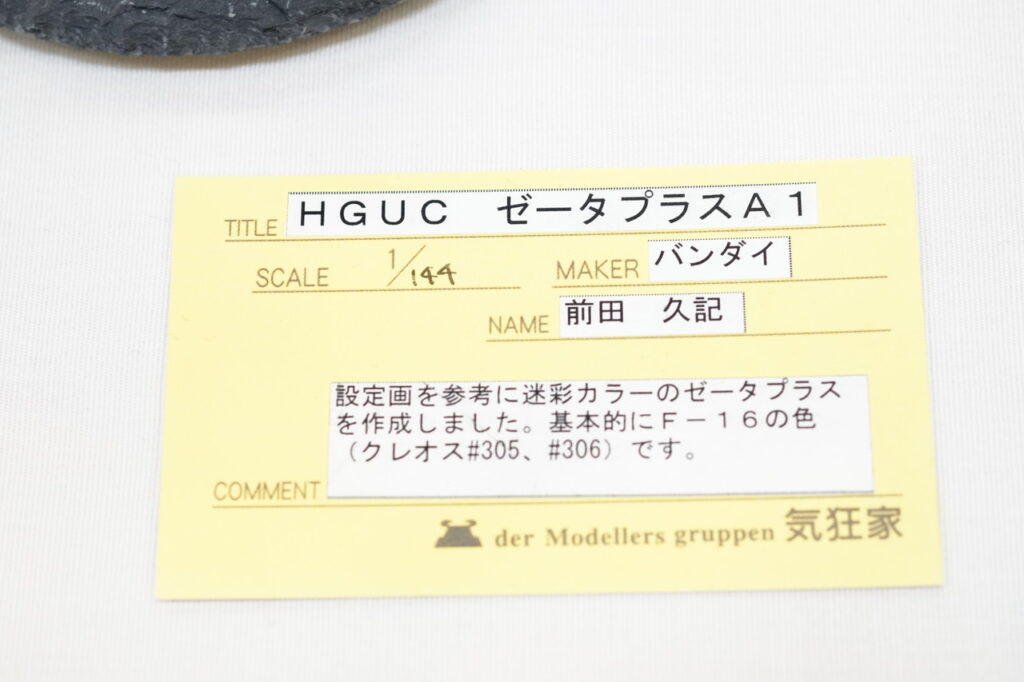 TITLE HGUC ゼータプラスA1
SCALE 1/144 MAKER バンダイ
NAME 前田 久記
設定画を参考に迷彩カラーのゼータプラス
を作成しました。基本的にF-16の色
(クレオス#305、#306)です。
COMMENT
der Modellers gruppen 気狂家